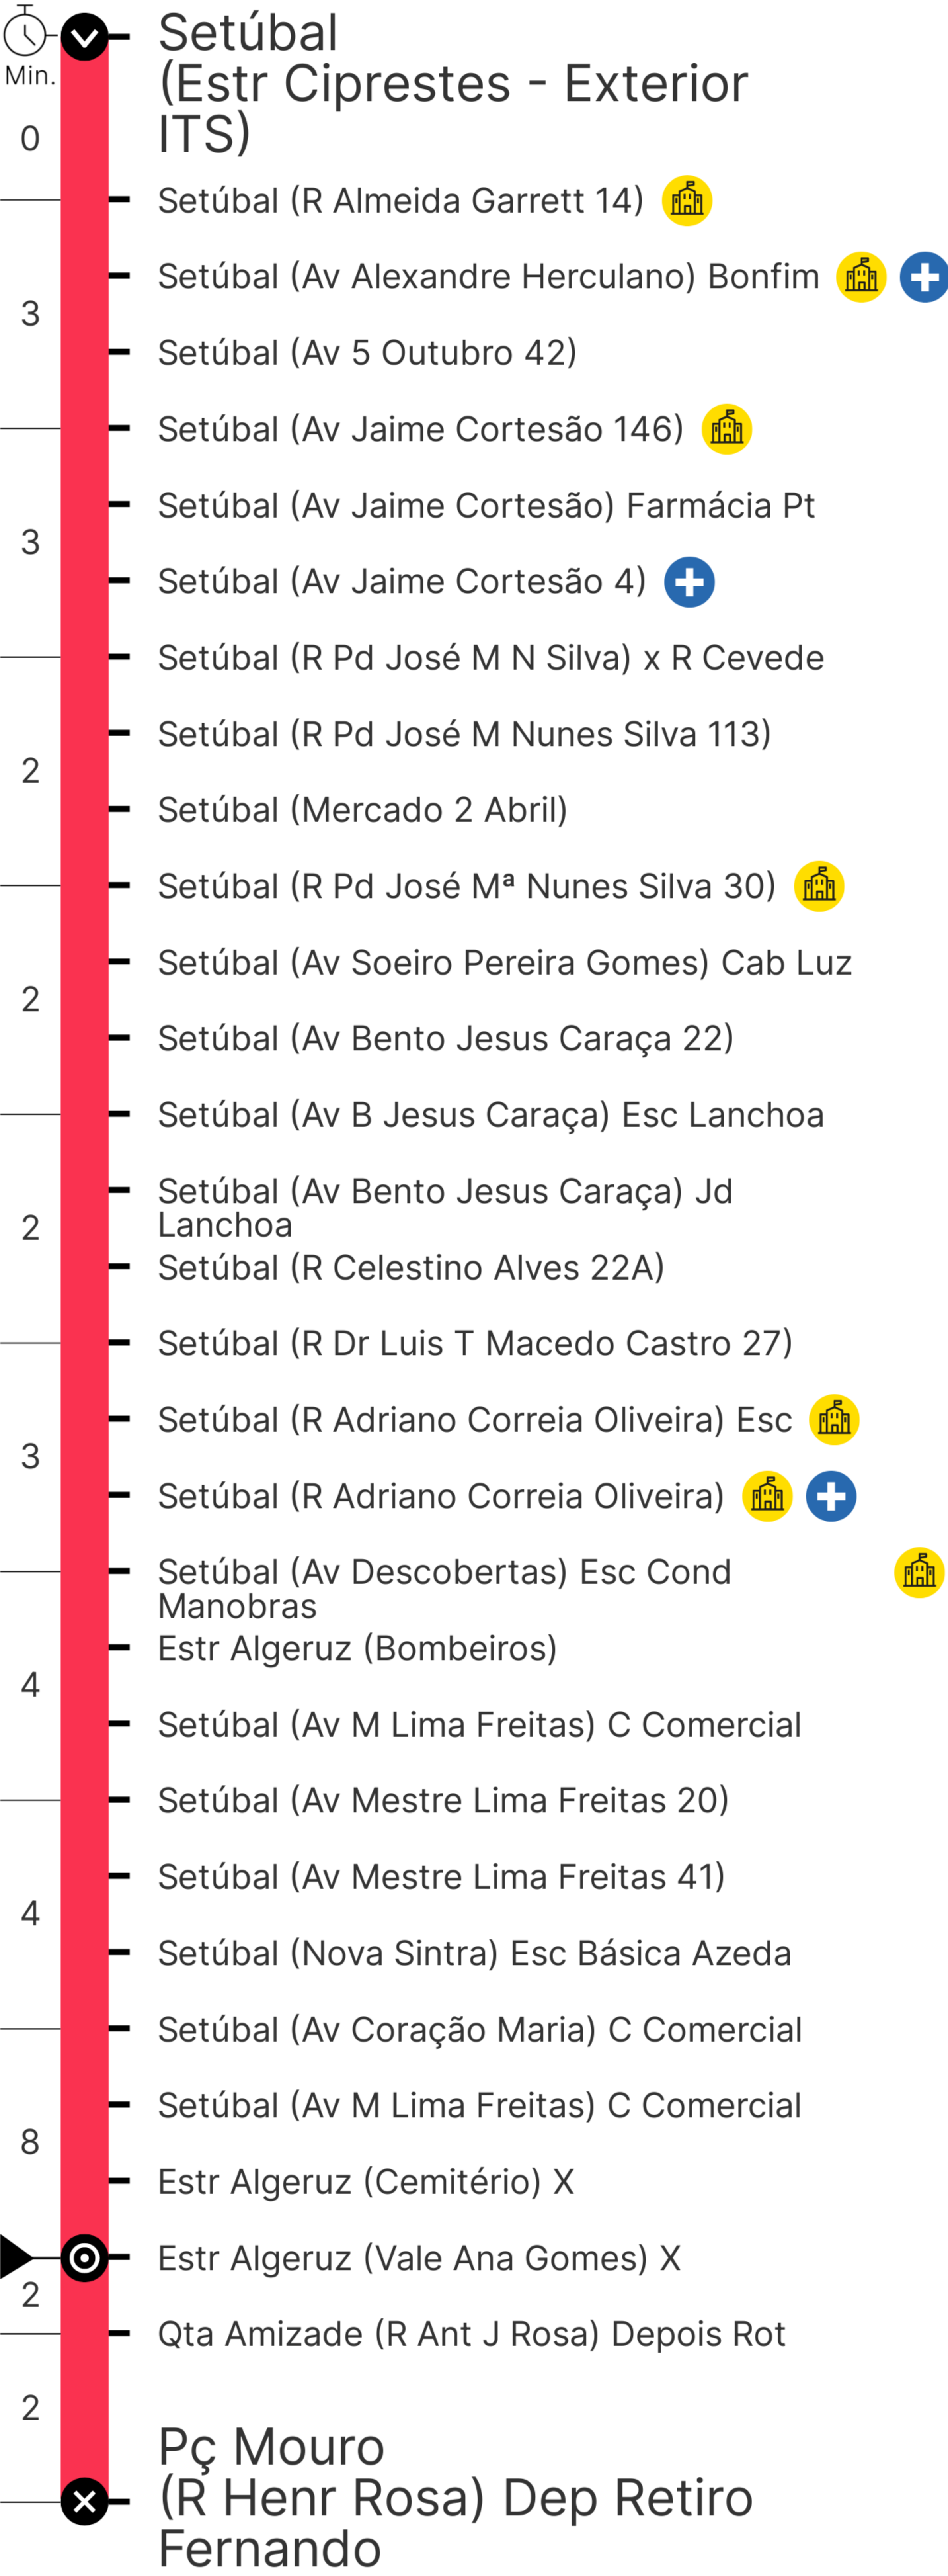 Min.
Setúbal
(Estr Ciprestes - Exterior
ITS)
0
Setúbal (R Almeida Garrett 14)
Setúbal (Av Alexandre Herculano) Bonfim
3
Setúbal (Av 5 Outubro 42)
Setúbal (Av Jaime Cortesão 146)
Setúbal (Av Jaime Cortesão) Farmácia Pt
3
Setúbal (Av Jaime Cortesão 4)
Setúbal (R Pd José M N Silva) x R Cevede
Setúbal (R Pd José M Nunes Silva 113)
2
Setúbal (Mercado 2 Abril)
Setúbal (R Pd José Mª Nunes Silva 30)
Setúbal (Av Soeiro Pereira Gomes) Cab Luz
2
Setúbal (Av Bento Jesus Caraça 22)
Setúbal (Av B Jesus Caraça) Esc Lanchoa
Setúbal (Av Bento Jesus Caraça) Jd
Lanchoa
2
Setúbal (R Celestino Alves 22A)
Setúbal (R Dr Luis T Macedo Castro 27)
Setúbal (R Adriano Correia Oliveira) Esc
3
Setúbal (R Adriano Correia Oliveira)
Setúbal (Av Descobertas) Esc Cond
Manobras
Estr Algeruz (Bombeiros)
4
Setúbal (Av M Lima Freitas) C Comercial
Setúbal (Av Mestre Lima Freitas 20)
Setúbal (Av Mestre Lima Freitas 41)
4
Setúbal (Nova Sintra) Esc Básica Azeda
Setúbal (Av Coração Maria) C Comercial
Setúbal (Av M Lima Freitas) C Comercial
8
Estr Algeruz (Cemitério) X
Estr Algeruz (Vale Ana Gomes) X
2
Qta Amizade (R Ant J Rosa) Depois Rot
2
Pç Mouro
(R Henr Rosa) Dep Retiro
Fernando